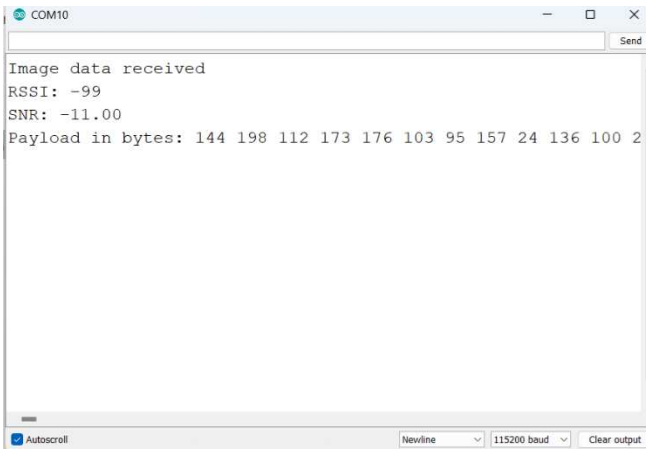 COM10
Send
Image data received
RSSI: -99
SNR: -11.00
Payload in bytes: 144 198 112 173 176 103 95 157 24 136 100 2
Autoscroll
Newline
115200 baud
Clear output